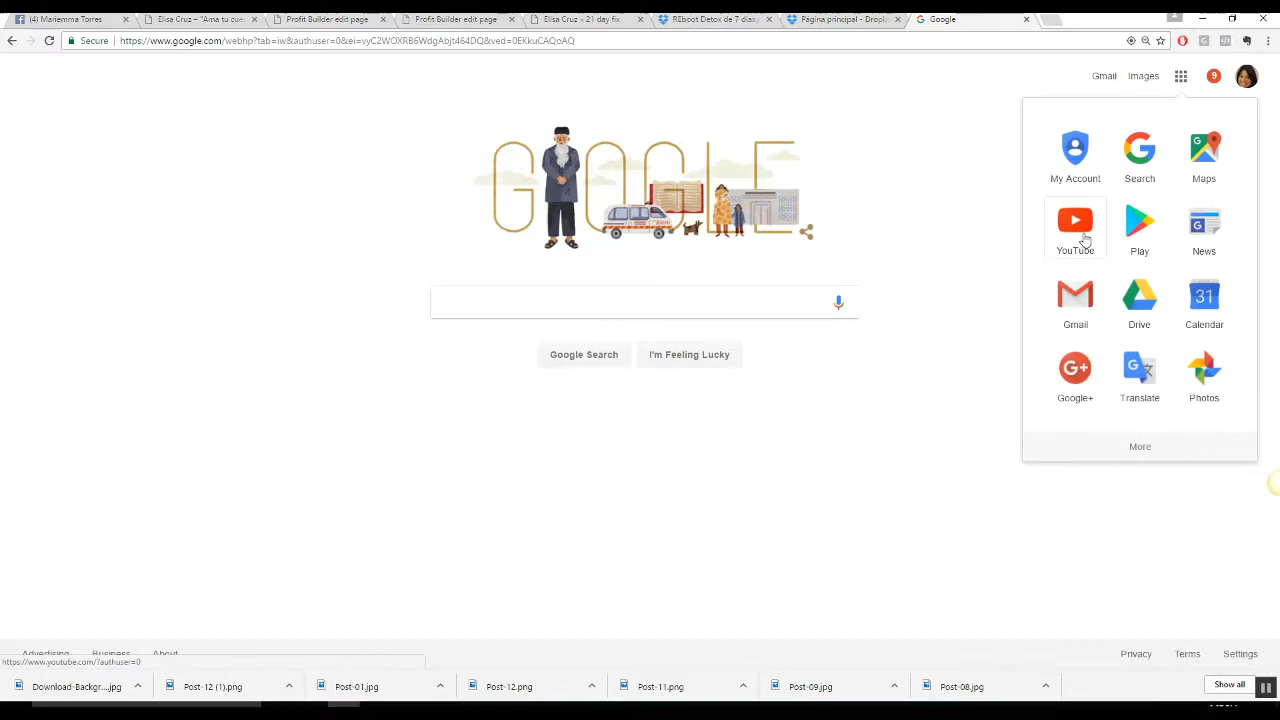 (4) Mariemma Torres
Elisa Cruz – "Ama tu cue
Profit Builder edit page
Profit Builder edit page
Elisa Cruz » 21 day fix
REboot Detox de 7 dias
Página principal - Dropb
Google
Secure
https://www.google.com/webhp?tab=iw&authuser=0&ei=vyC2WOXRB6WdgAbjt464DQ&ved=0EKkuCAQoAQ
Gmail Images 9
My Account Search Maps
YouTube Play News
31
Gmail Drive Calendar
G+
Google+ Translate Photos
More
Google Search I'm Feeling Lucky
Advertising Business About
Privacy Terms Settings
https://www.youtube.com/?authuser=0
Download-Backgr....jpg
Post-12 (1).png
Post-01.jpg
Post-12.png
Post-11.png
Post-09.jpg
Post-08.jpg
Show all